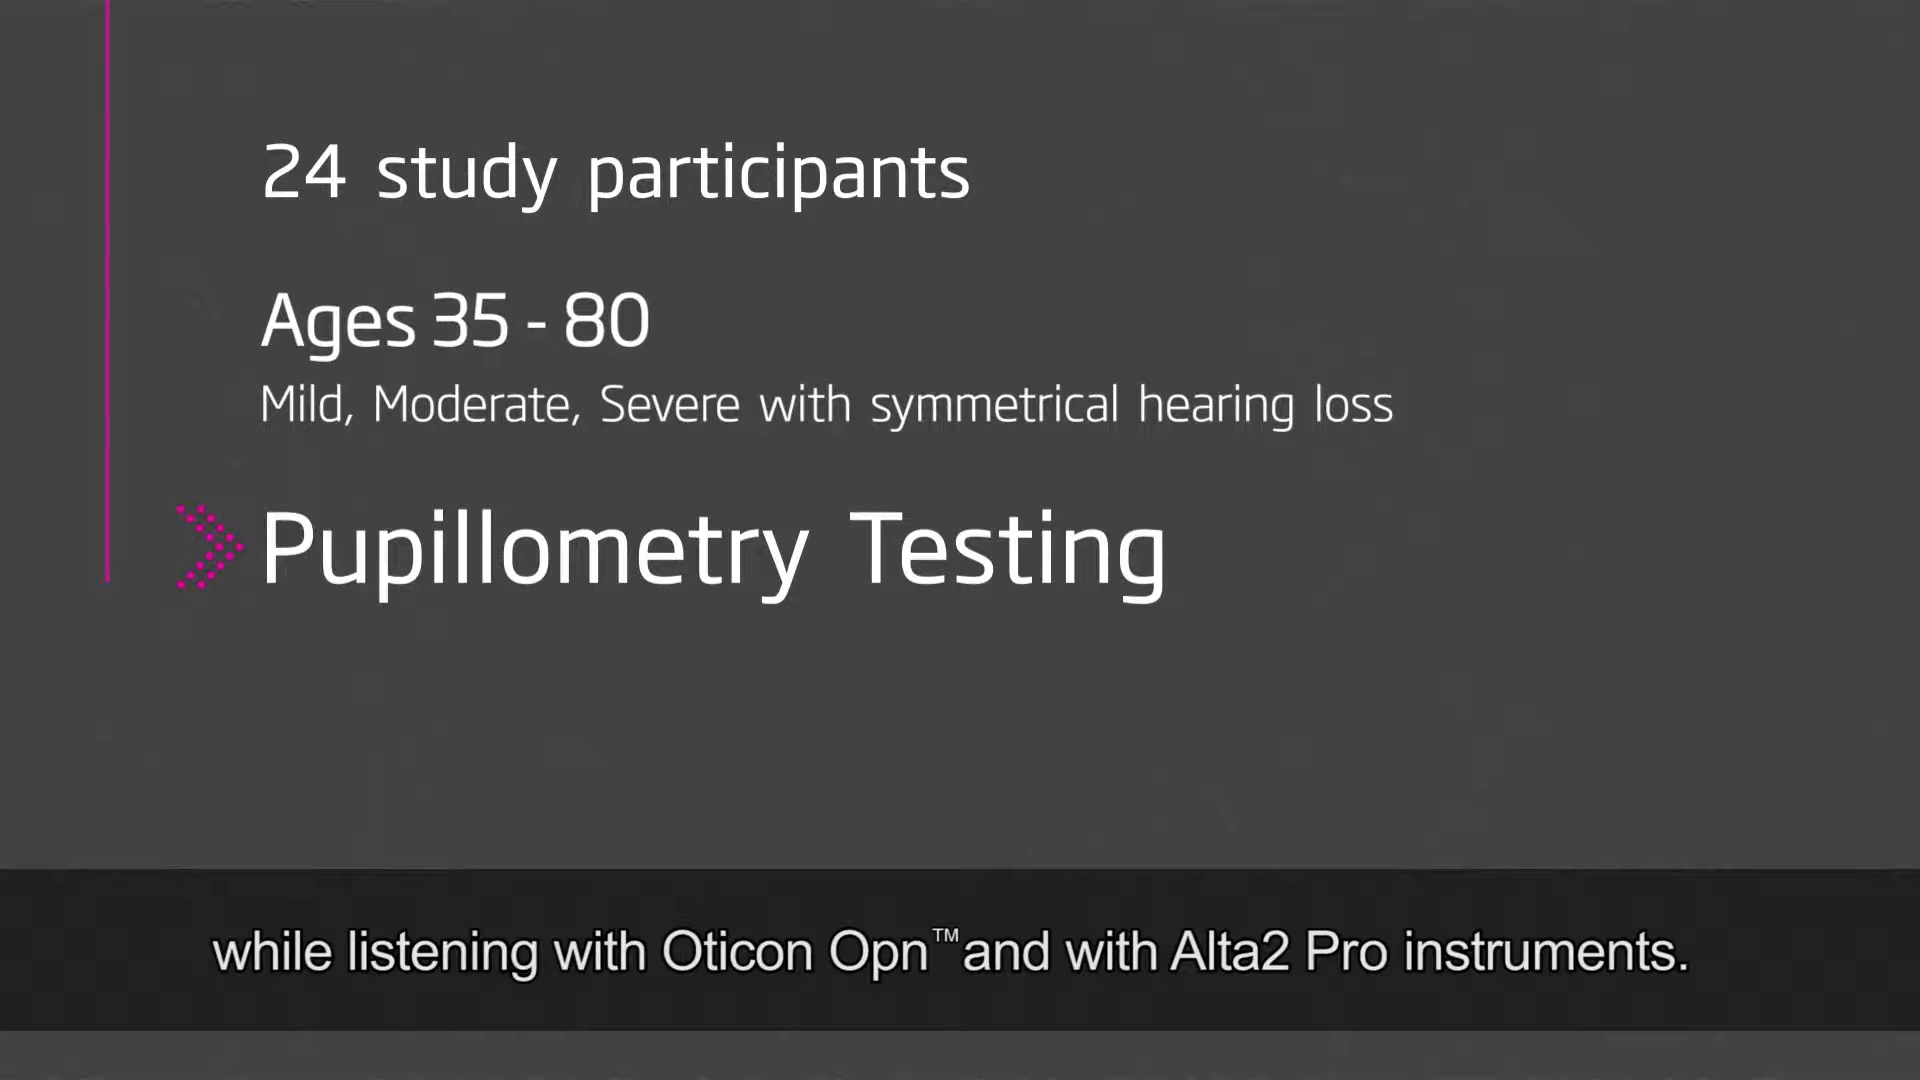 24 study participants
Ages 35 - 80
Mild, Moderate, Severe with symmetrical hearing loss
Pupillometry Testing
while listening with Oticon Opn™ and with Alta2 Pro instruments.